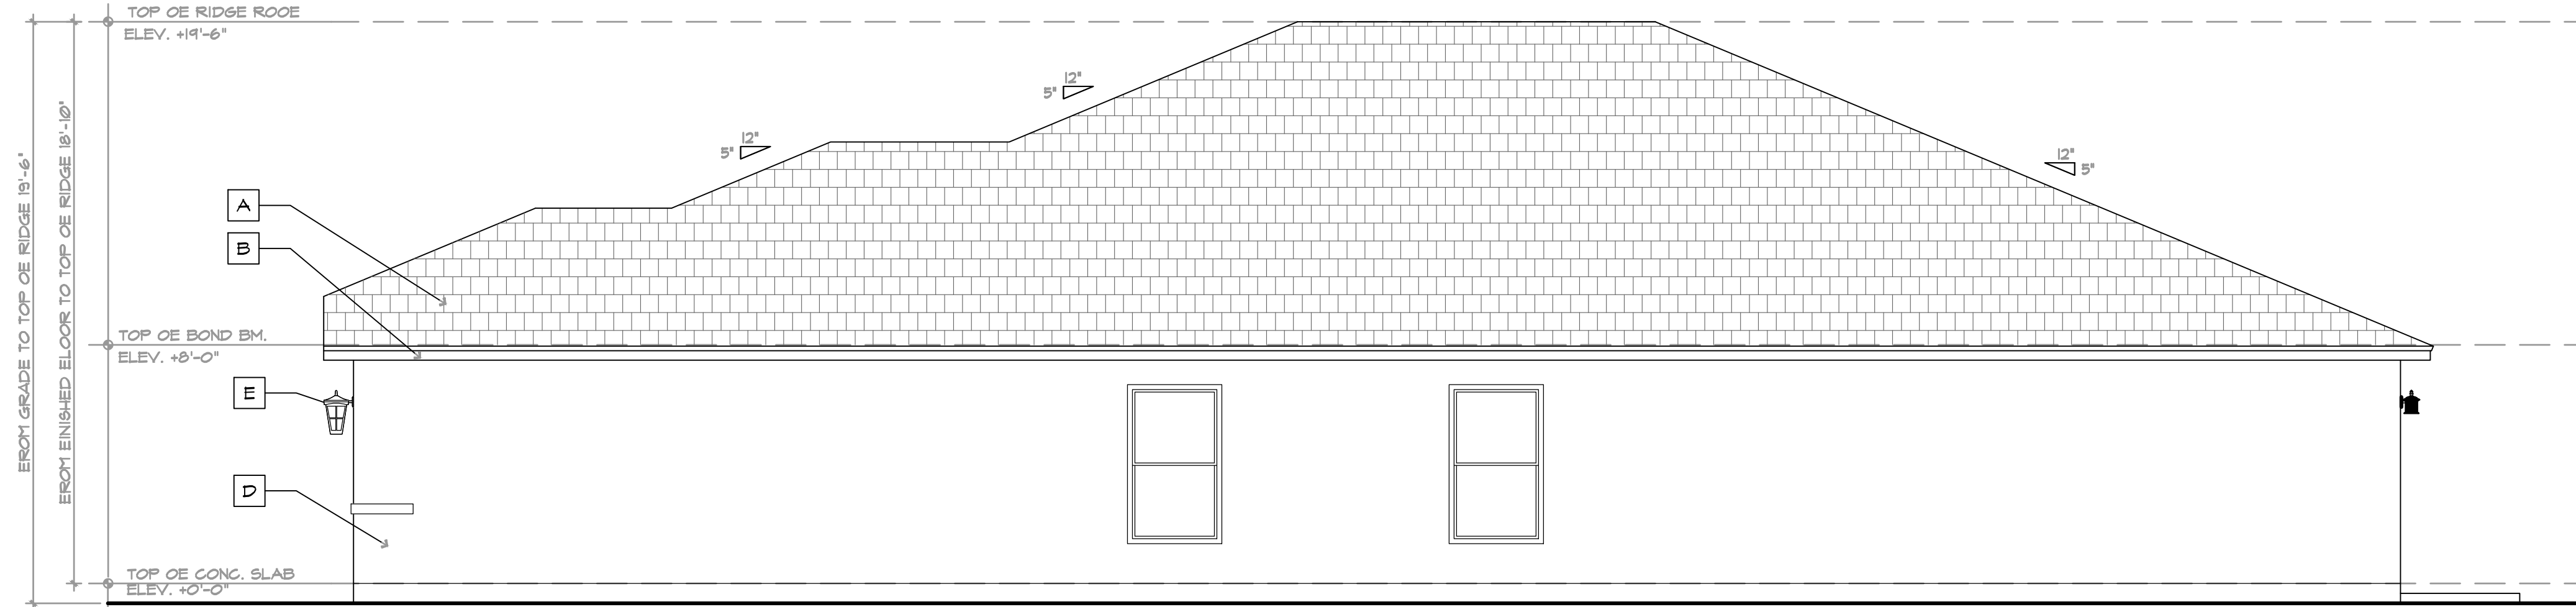 TOP OE RIDGE ROOE
ELEV. +19'-6"
12"
5"
12"
5"
12"
5"
EROM GRADE TO TOP OE RIDGE 19'-6"
EROM EINISHED ELOOR TO TOP OE RIDGE 18'-10"
A
B
TOP OE BOND BM.
ELEV. +8'-0"
E
D
TOP OE CONC. SLAB
ELEV. +0'-0"